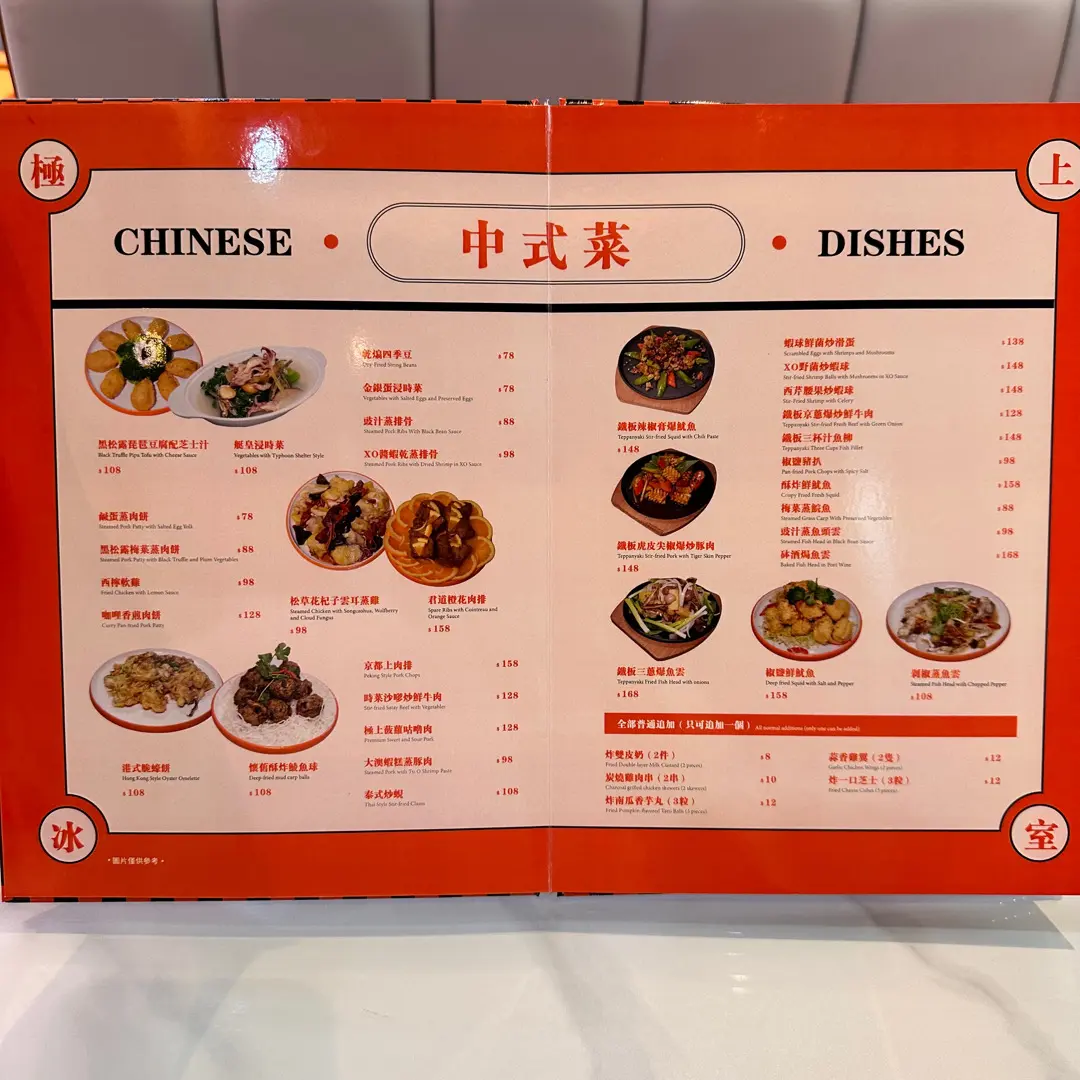 極
上
CHINESE • 中式菜 • DISHES
黑松露琵琶豆腐配芝士汁
Black Truffle Pipa Tofu with Cheese Sauce
$108
艇皇浸時菜
Vegetables with Typhoon Shelter Style
$108
乾煸四季豆 $78
Dry-Fried String Beans
金銀蛋浸時菜 $78
Vegetables with Salted Eggs and Preserved Eggs
豉汁蒸排骨 $88
Steamed Pork Ribs With Black Bean Sauce
XO醬蝦乾蒸排骨 $98
Steamed Pork Ribs with Dried Shrimp in XO Sauce
鹹蛋蒸肉餅 $78
Steamed Pork Patty with Salted Egg Yolk
黑松露梅菜蒸肉餅 $88
Steamed Pork Patty with Black Truffle and Plum Vegetables
西檸軟雞 $98
Fried Chicken with Lemon Sauce
咖哩香煎肉餅 $128
Curry Pan-fried Pork Patty
松草花杞子雲耳蒸雞
Steamed Chicken with Songcaohua, Wolfberry
and Cloud Fungus
$98
君道橙花肉排
Spare Ribs with Cointreau and
Orange Sauce
$158
港式脆蠔餅
Hong Kong Style Oyster Omelette
$108
懷舊酥炸鯪魚球
Deep-fried mud carp balls
$108
京都上肉排 $158
Peking Style Pork Chops
時菜沙嗲炒鮮牛肉 $128
Stir-fried Satay Beef with Vegetables
極上菠蘿咕嚕肉 $128
Premium Sweet and Sour Pork
大澳蝦糕蒸豚肉 $98
Steamed Pork with Tai O Shrimp Paste
泰式炒蜆 $108
Thai Style Stir-fried Clams
鐵板辣椒膏爆魷魚
Teppanyaki Stir-fried Squid with Chili Paste
$148
鐵板虎皮尖椒爆炒豚肉
Teppanyaki Stir-fried Pork with Tiger Skin Pepper
$148
鐵板三蔥爆魚雲
Teppanyaki Fried Fish Head with onions
$168
蝦球鮮菌炒滑蛋 $138
Scrambled Eggs with Shrimps and Mushrooms
XO野菌炒蝦球 $148
Stir-fried Shrimp Balls with Mushrooms in XO Sauce
西芹腰果炒蝦球 $148
Stir-Fried Shrimp with Celery
鐵板京蔥爆炒鮮牛肉 $128
Teppanyaki Stir-fried Fresh Beef with Green Onion
鐵板三杯汁魚柳 $148
Teppanyaki Three Cups Fish Fillet
椒鹽豬扒 $98
Pan-fried Pork Chops with Spicy Salt
酥炸鮮魷魚 $158
Crispy Fried Fresh Squid
梅菜蒸鯇魚 $88
Steamed Grass Carp With Preserved Vegetables
豉汁蒸魚頭雲 $98
Steamed Fish Head in Black Bean Sauce
砵酒焗魚雲 $168
Baked Fish Head in Port Wine
椒鹽鮮魷魚
Deep fried Squid with Salt and Pepper
$158
剁椒蒸魚雲
Steamed Fish Head with Chopped Pepper
$108
全部普通追加（只可追加一個） All normal additions (only one can be added)
炸雙皮奶（2件） $8
Fried Double layer Milk Custard (2 pieces)
炭燒雞肉串（2串） $10
Charcoal grilled chicken skewers (2 skewers)
炸南瓜香芋丸（3粒） $12
Fried Pumpkin-flavored Taro Balls (3 pieces)
蒜香雞翼（2隻） $12
Garlic Chicken Wings (2 pieces)
炸一口芝士（3粒） $12
Fried Cheese Cubes (3 pieces)
冰
室
*圖片僅供參考。